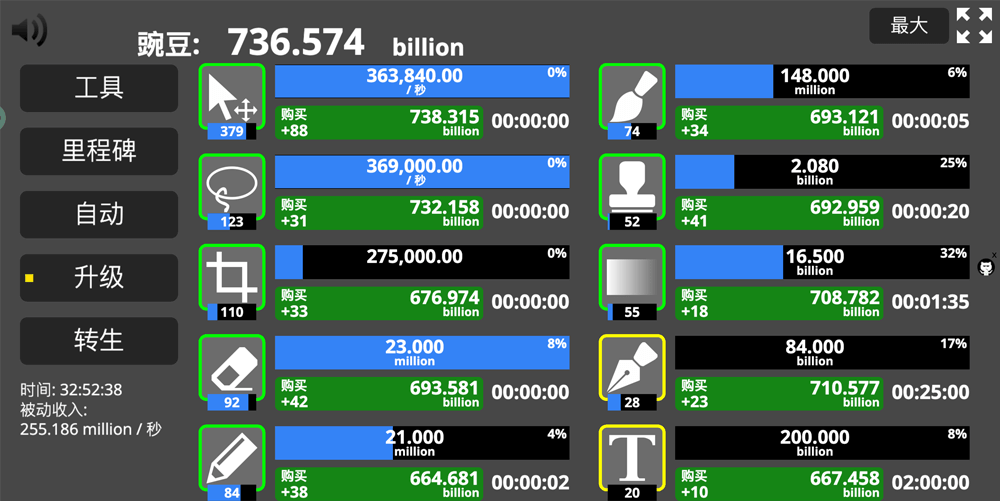 豌豆: 736.574 billion
最大
工具
里程碑
自动
升级
转生
时间: 32:52:38
被动收入:
255.186 million / 秒
379
363,840.00
/ 秒
0%
购买
+88
738.315
billion
00:00:00
123
369,000.00
/ 秒
0%
购买
+31
732.158
billion
00:00:00
110
275,000.00
0%
购买
+33
676.974
billion
00:00:00
92
23.000
million
8%
购买
+42
693.581
billion
00:00:00
84
21.000
million
4%
购买
+38
664.681
billion
00:00:02
74
148.000
million
6%
购买
+34
693.121
billion
00:00:05
52
2.080
billion
25%
购买
+41
692.959
billion
00:00:20
55
16.500
billion
32%
购买
+18
708.782
billion
00:01:35
28
84.000
billion
17%
购买
+23
710.577
billion
00:25:00
T
20
200.000
billion
8%
购买
+10
667.458
billion
02:00:00